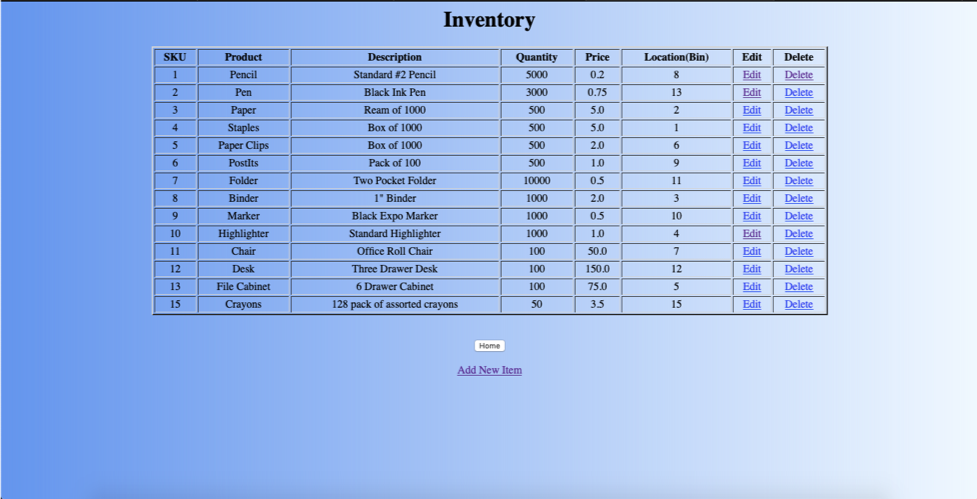 Inventory
SKU Product Description Quantity Price Location(Bin) Edit Delete
1 Pencil Standard #2 Pencil 5000 0.2 8 Edit Delete
2 Pen Black Ink Pen 3000 0.75 13 Edit Delete
3 Paper Ream of 1000 500 5.0 2 Edit Delete
4 Staples Box of 1000 500 5.0 1 Edit Delete
5 Paper Clips Box of 1000 500 2.0 6 Edit Delete
6 PostIts Pack of 100 500 1.0 9 Edit Delete
7 Folder Two Pocket Folder 10000 0.5 11 Edit Delete
8 Binder 1" Binder 1000 2.0 3 Edit Delete
9 Marker Black Expo Marker 1000 0.5 10 Edit Delete
10 Highlighter Standard Highlighter 1000 1.0 4 Edit Delete
11 Chair Office Roll Chair 100 50.0 7 Edit Delete
12 Desk Three Drawer Desk 100 150.0 12 Edit Delete
13 File Cabinet 6 Drawer Cabinet 100 75.0 5 Edit Delete
15 Crayons 128 pack of assorted crayons 50 3.5 15 Edit Delete
Home
Add New Item